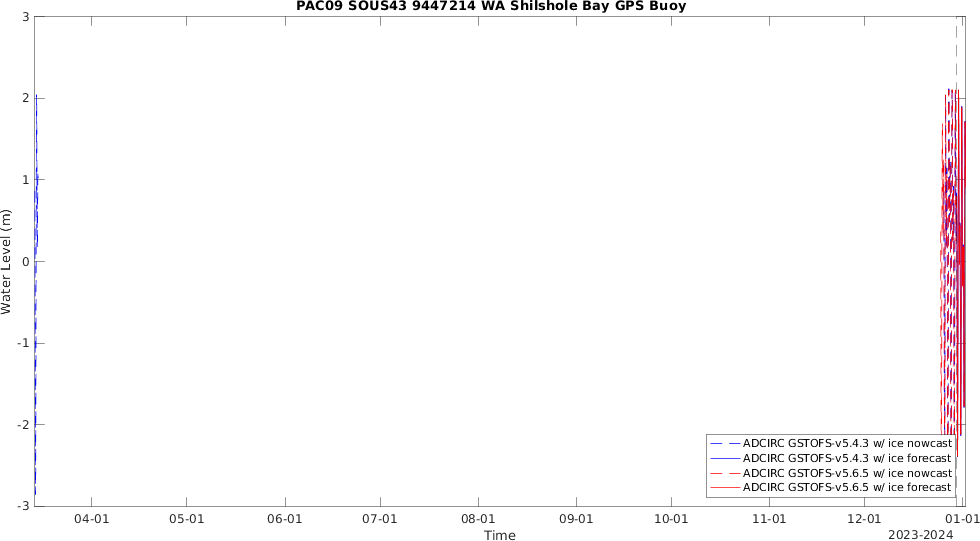 PAC09 SOUS43 9447214 WA Shilshole Bay GPS Buoy
3
2
1
0
-1
-2
-3
Water Level (m)
ADCIRC GSTOFS-v5.4.3 w/ ice nowcast
ADCIRC GSTOFS-v5.4.3 w/ ice forecast
ADCIRC GSTOFS-v5.6.5 w/ ice nowcast
ADCIRC GSTOFS-v5.6.5 w/ ice forecast
04-01 05-01 06-01 07-01 08-01 09-01 10-01 11-01 12-01 01-01
Time
2023-2024